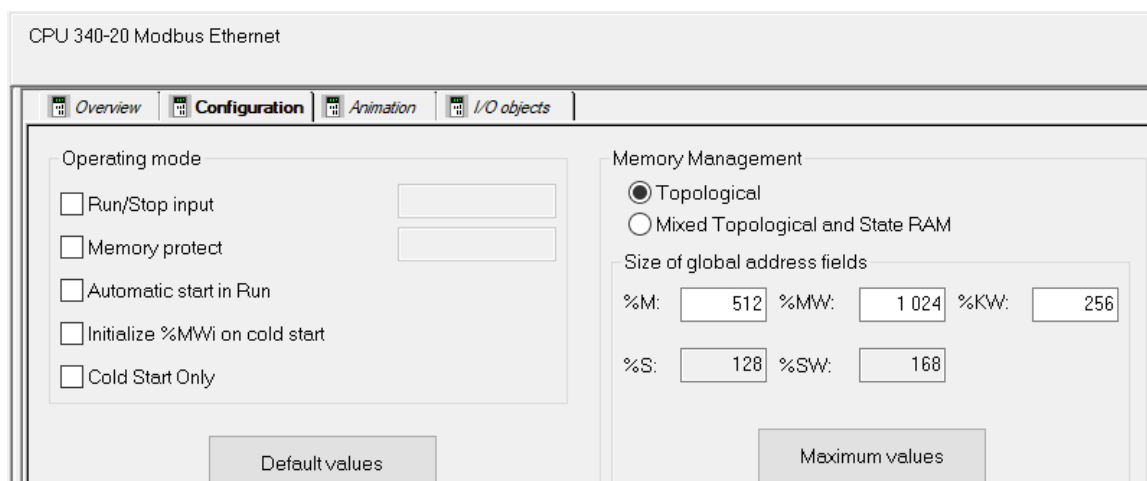 CPU 340-20 Modbus Ethernet
Overview Configuration Animation I/O objects
Operating mode
Run/Stop input
Memory protect
Automatic start in Run
Initialize %MWi on cold start
Cold Start Only
Default values
Memory Management
Topological
Mixed Topological and State RAM
Size of global address fields
%M: 512 %MW: 1 024 %KW: 256
%S: 128 %SW: 168
Maximum values